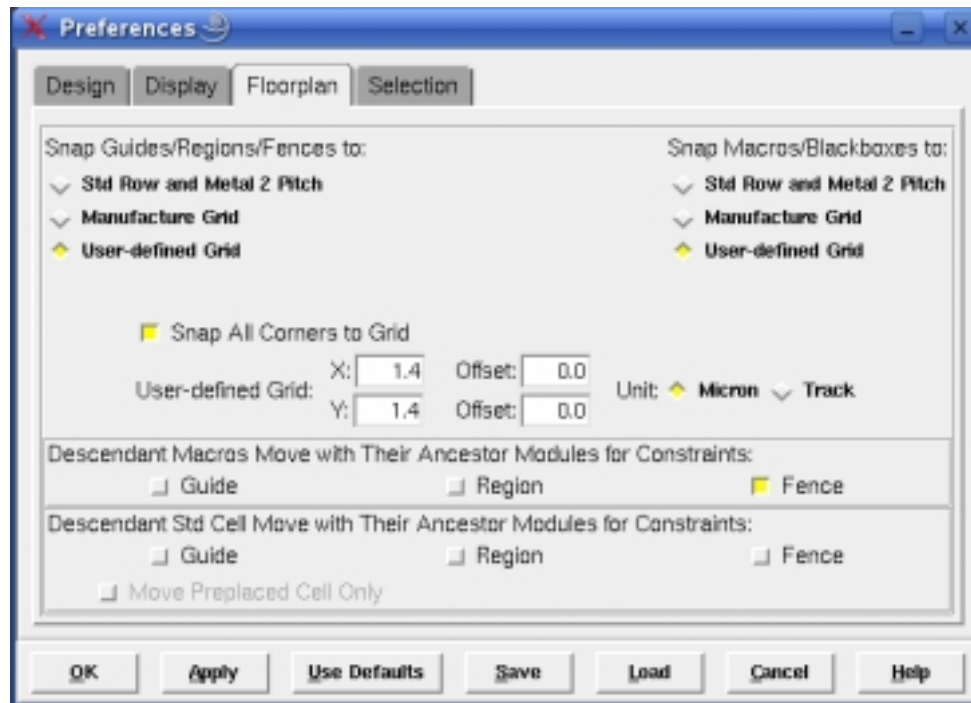 Preferences
Design Display Floorplan Selection
Snap Guides/Regions/Fences to: Snap Macros/Blackboxes to:
Std Row and Metal 2 Pitch Std Row and Metal 2 Pitch
Manufacture Grid Manufacture Grid
User-defined Grid User-defined Grid
Snap All Corners to Grid
X: 1.4 Offset: 0.0
User-defined Grid: Unit: Micron Track
Y: 1.4 Offset: 0.0
Descendant Macros Move with Their Ancestor Modules for Constraints:
Guide Region Fence
Descendant Std Cell Move with Their Ancestor Modules for Constraints:
Guide Region Fence
Move Preplaced Cell Only
OK Apply Use Defaults Save Load Cancel Help